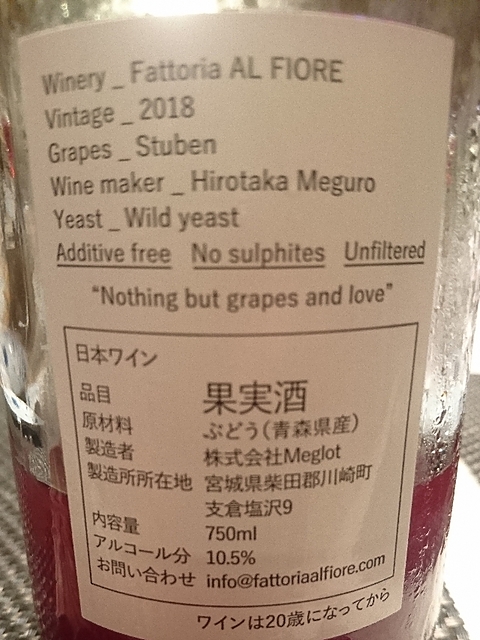 Winery _ Fattoria AL FIORE
Vintage _ 2018
Grapes _ Stuben
Wine maker _ Hirotaka Meguro
Yeast _ Wild yeast
Additive free No sulphites Unfiltered
“Nothing but grapes and love”
日本ワイン
品目 果実酒
原材料 ぶどう(青森県産)
製造者 株式会社Meglot
製造所所在地 宮城県柴田郡川崎町
支倉塩沢9
内容量 750ml
アルコール分 10.5%
お問い合わせ info@fattoriaalfiore.com
ワインは20歳になってから